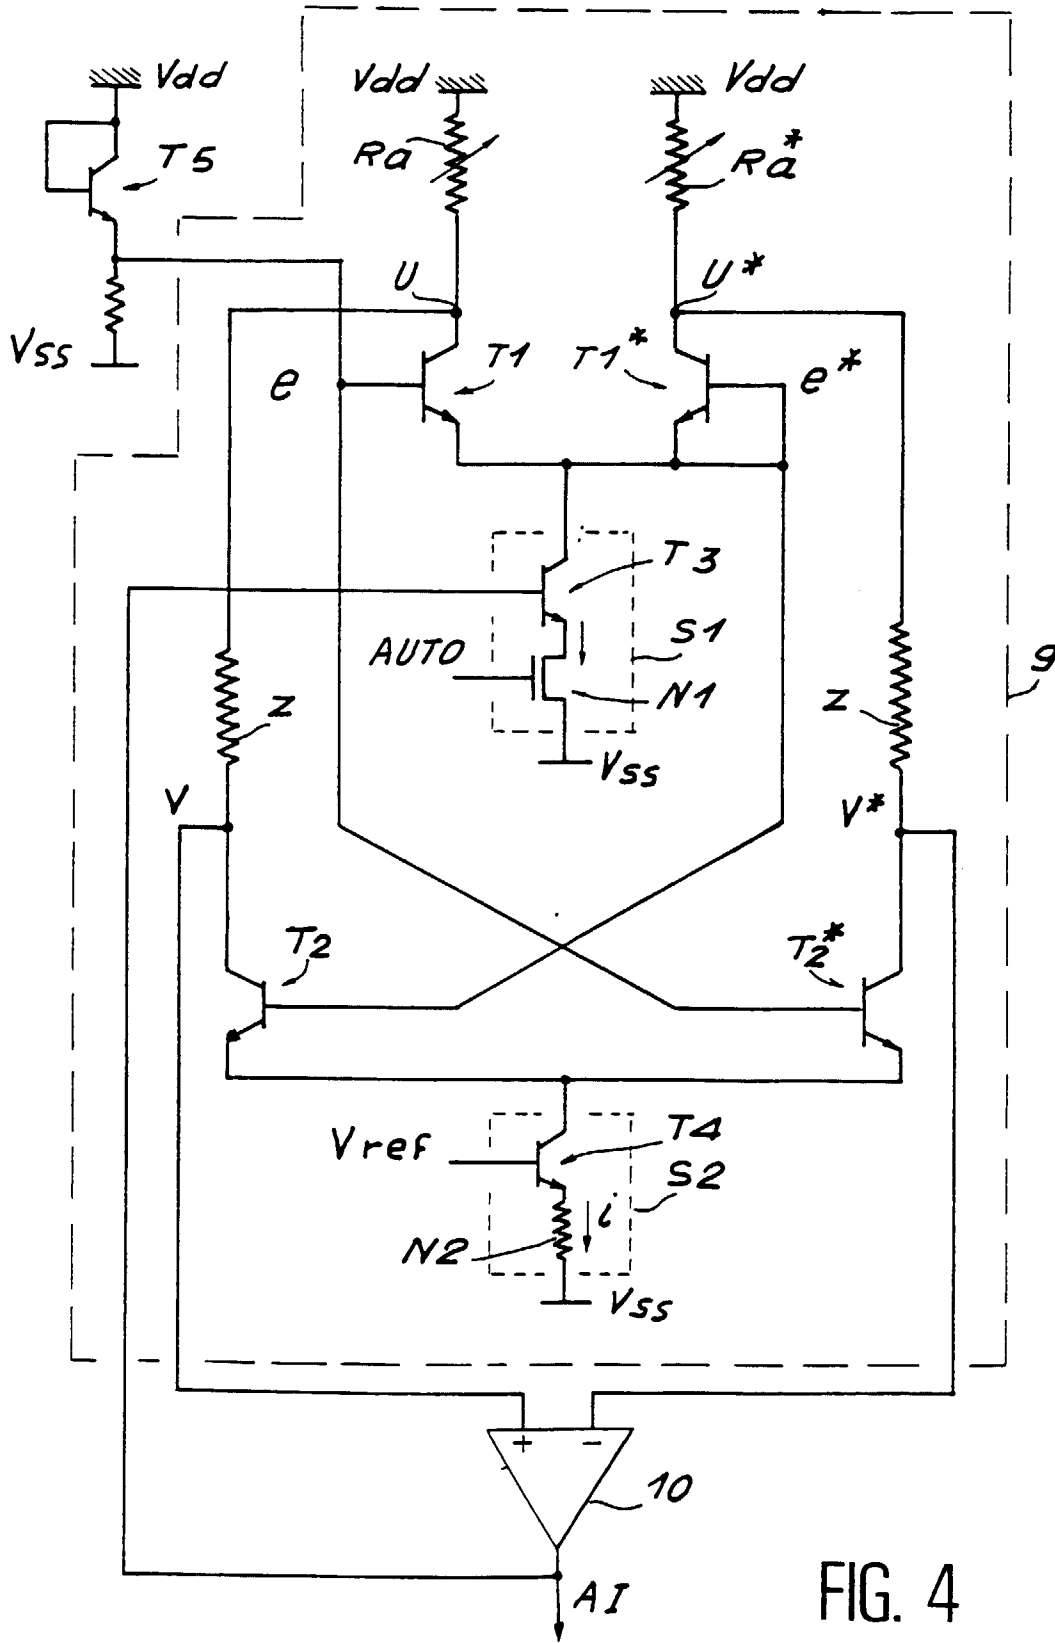 Vdd
Vdd
Vdd
T5
Ra
Ra*
U
U*
Vss
T1
T1*
e
e*
T3
S1
AUTO
N1
9
Z
Z
Vss
V
V*
T2
T2*
Vref
T4
S2
i
N2
Vss
+
−
10
AI
FIG. 4